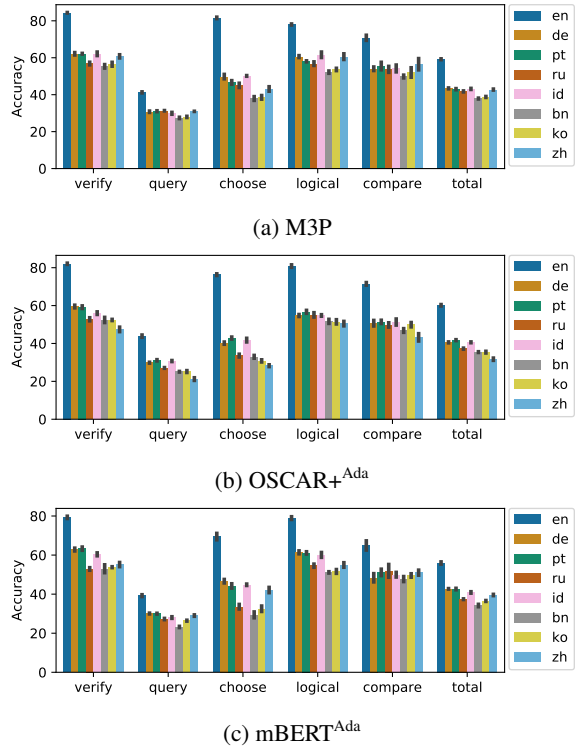 80
60
40
20
0
Accuracy
verify query choose logical compare total
en
de
pt
ru
id
bn
ko
zh
(a) M3P
80
60
40
20
0
Accuracy
verify query choose logical compare total
en
de
pt
ru
id
bn
ko
zh
(b) OSCAR+Ada
80
60
40
20
0
Accuracy
verify query choose logical compare total
en
de
pt
ru
id
bn
ko
zh
(c) mBERTAda